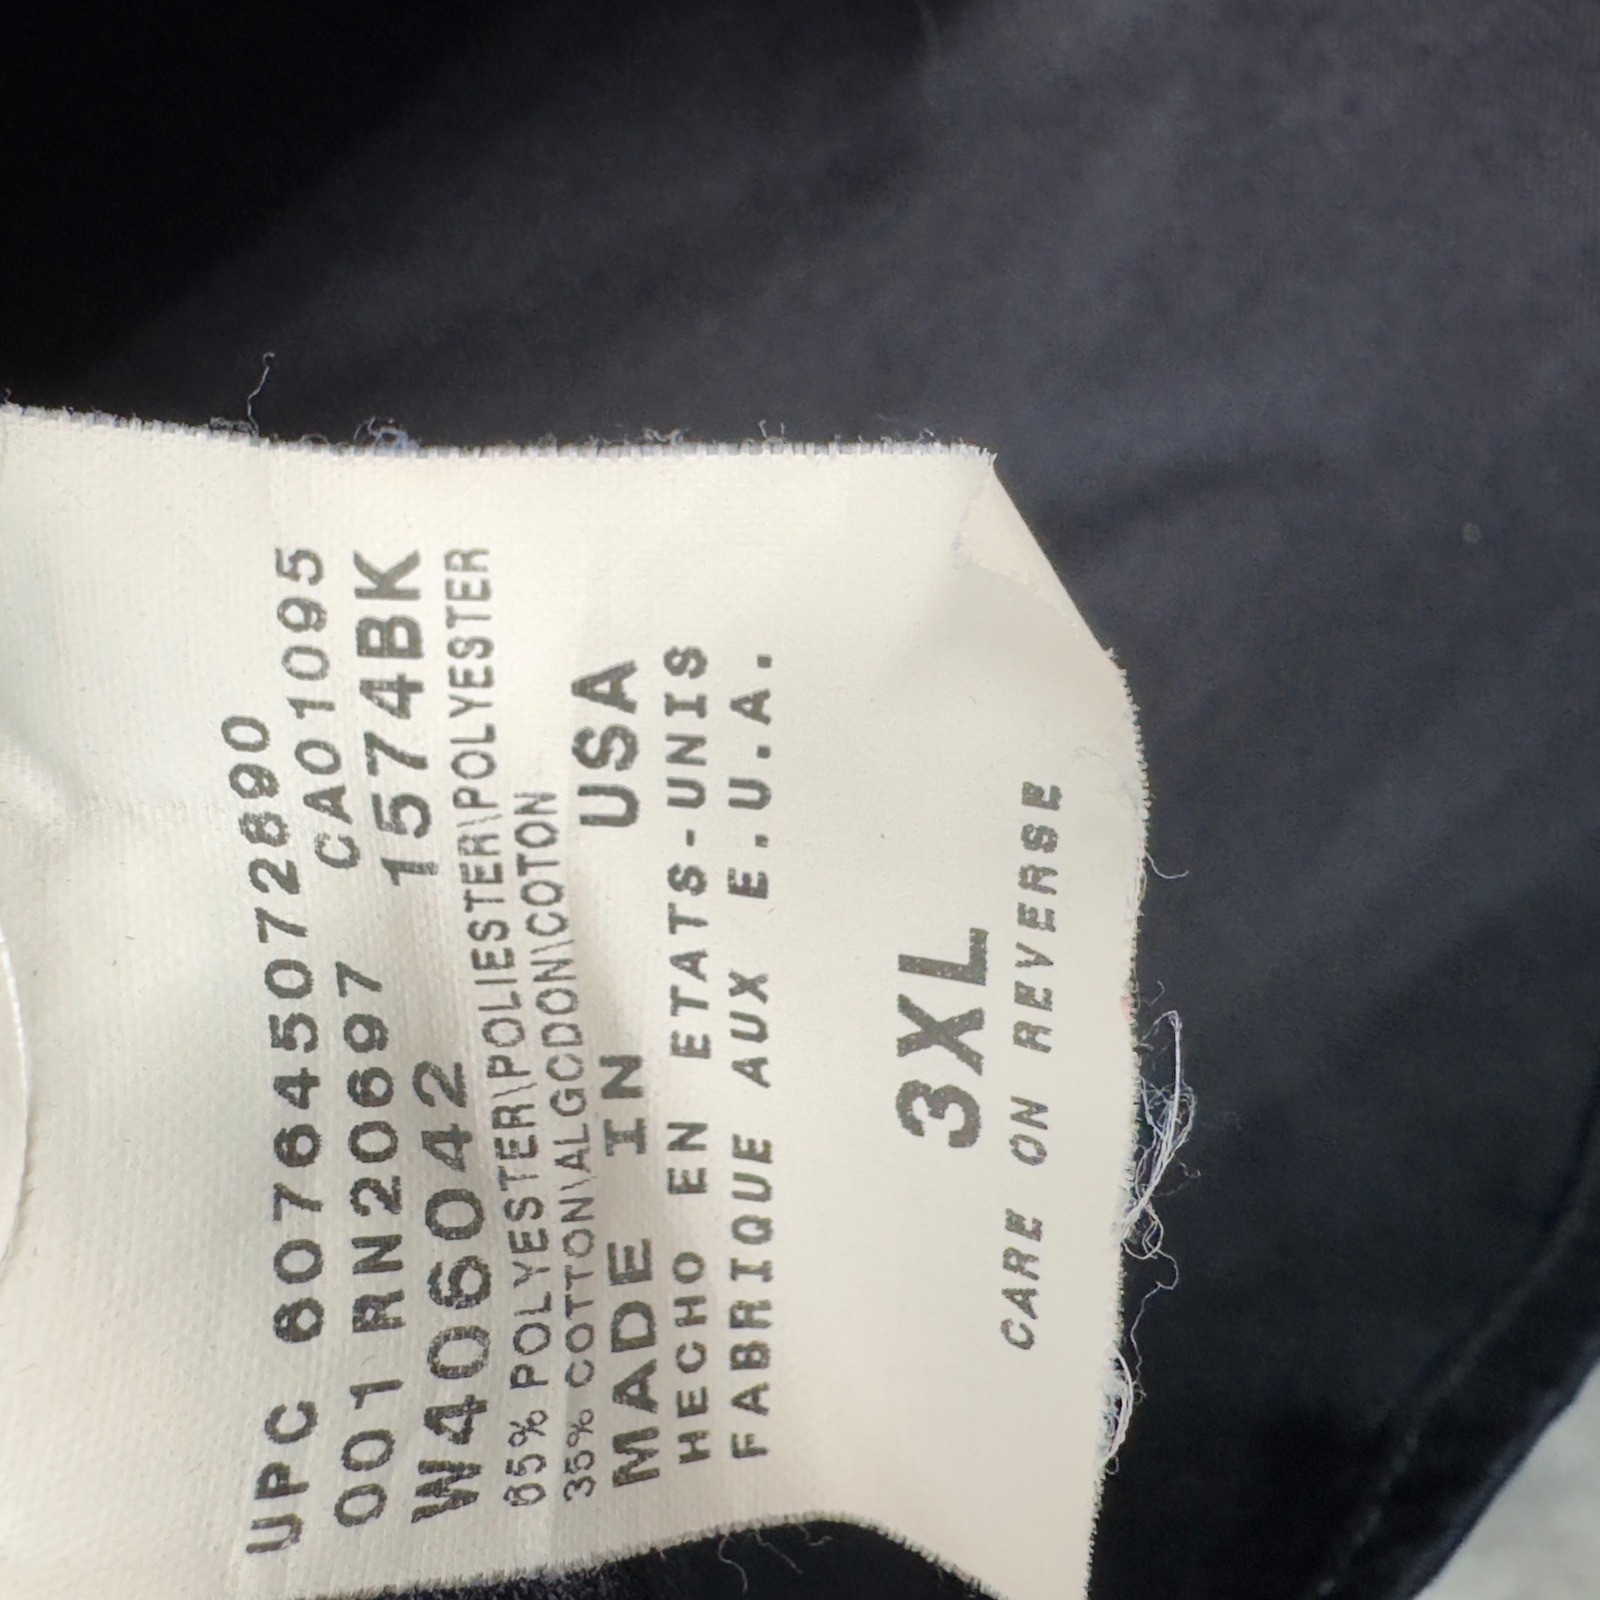 UPC 607645072890
001 RN20697 CA01095
W406042 1574BK
65% POLYESTER\POLIESTER\POLYESTER
35% COTTON\ALGODON\COTON
MADE IN USA
HECHO EN ETATS-UNIS
FABRIQUE AUX E.U.A.
3XL
CARE ON REVERSE